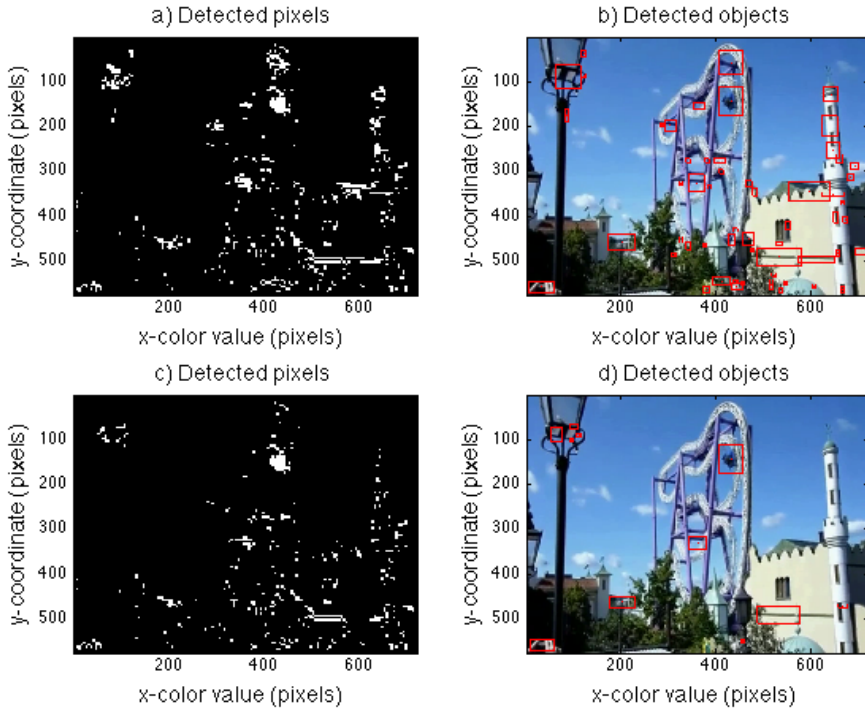 a) Detected pixels
b) Detected objects
y-coordinate (pixels)
100
200
300
400
500
200 400 600
x-color value (pixels)
y-coordinate (pixels)
100
200
300
400
500
200 400 600
x-color value (pixels)
c) Detected pixels
d) Detected objects
y-coordinate (pixels)
100
200
300
400
500
200 400 600
x-color value (pixels)
y-coordinate (pixels)
100
200
300
400
500
200 400 600
x-color value (pixels)